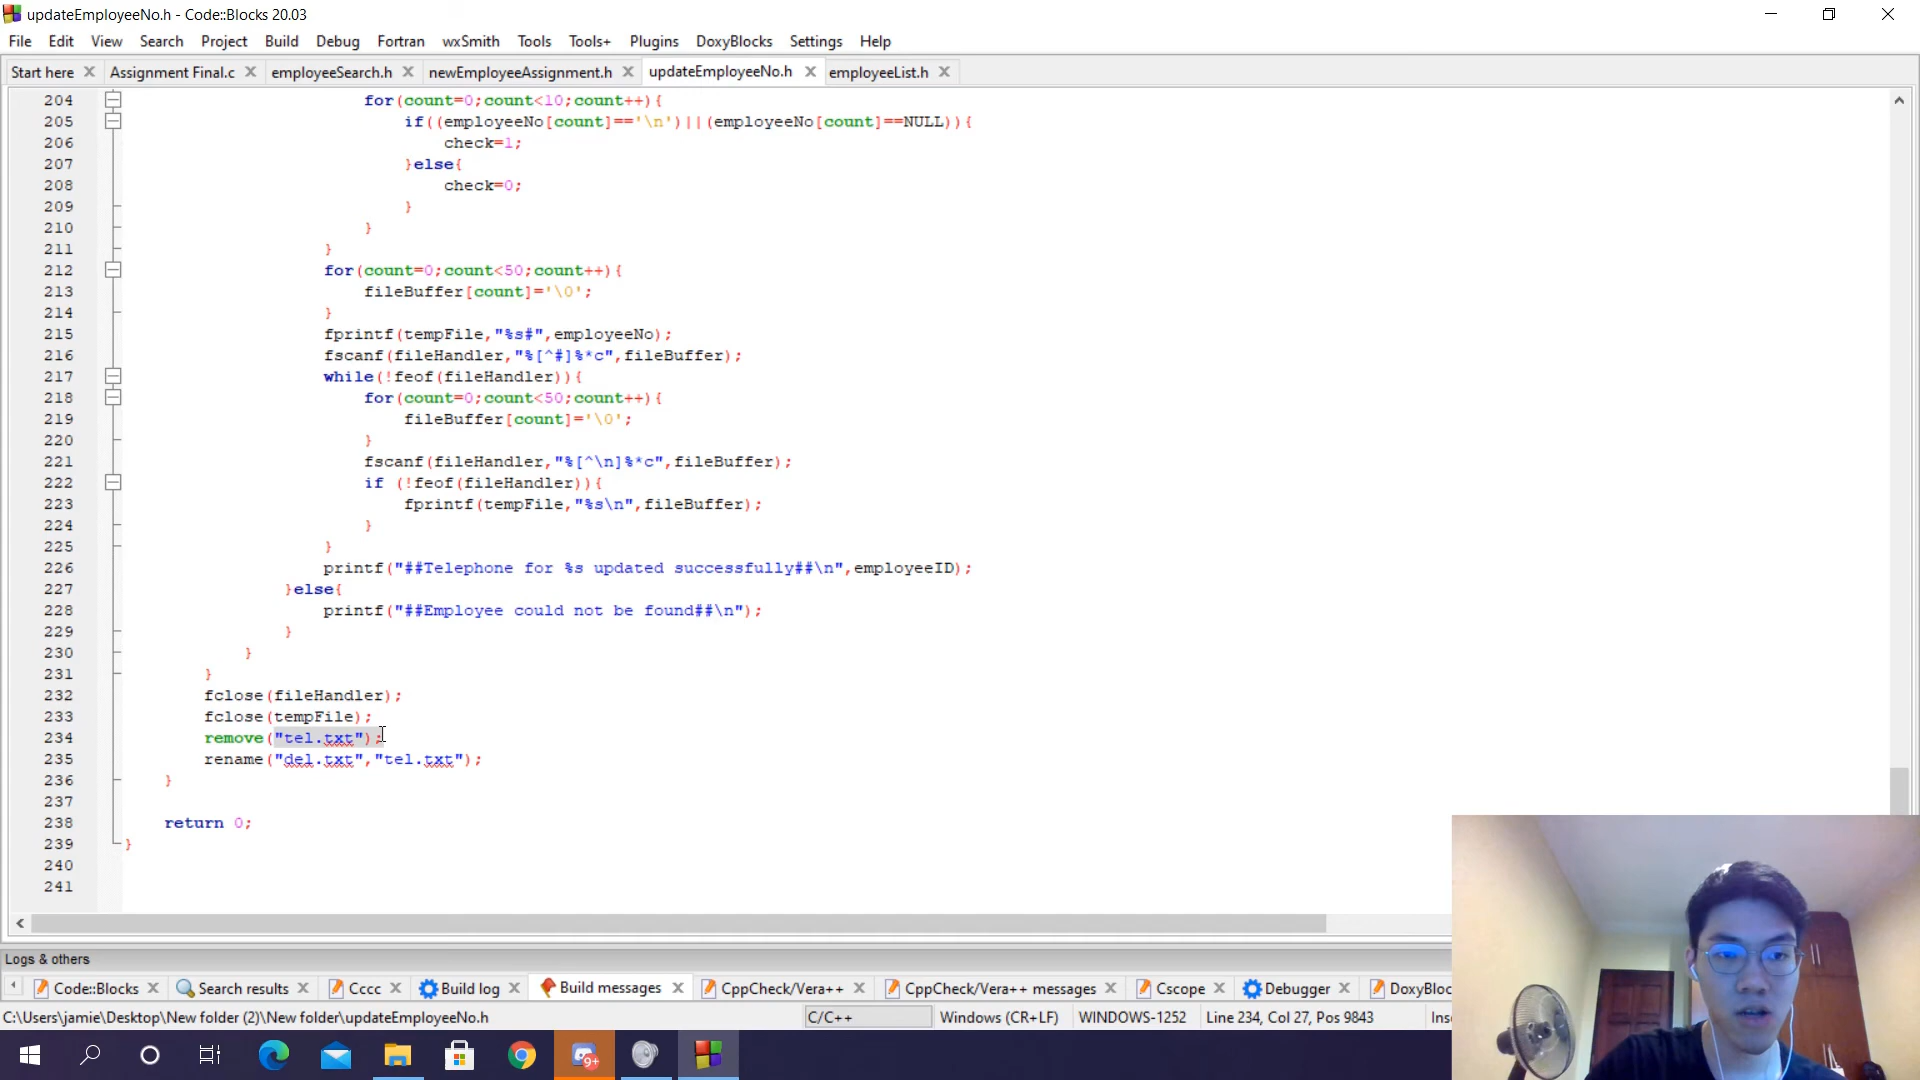 updateEmployeeNo.h - Code::Blocks 20.03
File Edit View Search Project Build Debug Fortran wxSmith Tools Tools+ Plugins DoxyBlocks Settings Help
Start here Assignment Final.c employeeSearch.h newEmployeeAssignment.h updateEmployeeNo.h employeeList.h
204 for(count=0;count<10;count++){
205 if((employeeNo[count]=='\n')||(employeeNo[count]==NULL)){
206 check=1;
207 }else{
208 check=0;
209 }
210 }
211 }
212 for(count=0;count<50;count++){
213 fileBuffer[count]='\0';
214 }
215 fprintf(tempFile,"%s#",employeeNo);
216 fscanf(fileHandler,"%[^#]%*c",fileBuffer);
217 while(!feof(fileHandler)){
218 for(count=0;count<50;count++){
219 fileBuffer[count]='\0';
220 }
221 fscanf(fileHandler,"%[^\n]%*c",fileBuffer);
222 if (!feof(fileHandler)){
223 fprintf(tempFile,"%s\n",fileBuffer);
224 }
225 }
226 printf("##Telephone for %s updated successfully##\n",employeeID);
227 }else{
228 printf("##Employee could not be found##\n");
229 }
230 }
231 }
232 fclose(fileHandler);
233 fclose(tempFile);
234 remove("tel.txt");
235 rename("del.txt","tel.txt");
236 }
237
238 return 0;
239 }
240
241
Logs & others
Code::Blocks Search results Cccc Build log Build messages CppCheck/Vera++ CppCheck/Vera++ messages Cscope Debugger DoxyBloc
C:\Users\jamie\Desktop\New folder (2)\New folder\updateEmployeeNo.h C/C++ Windows (CR+LF) WINDOWS-1252 Line 234, Col 27, Pos 9843 Ins
9+